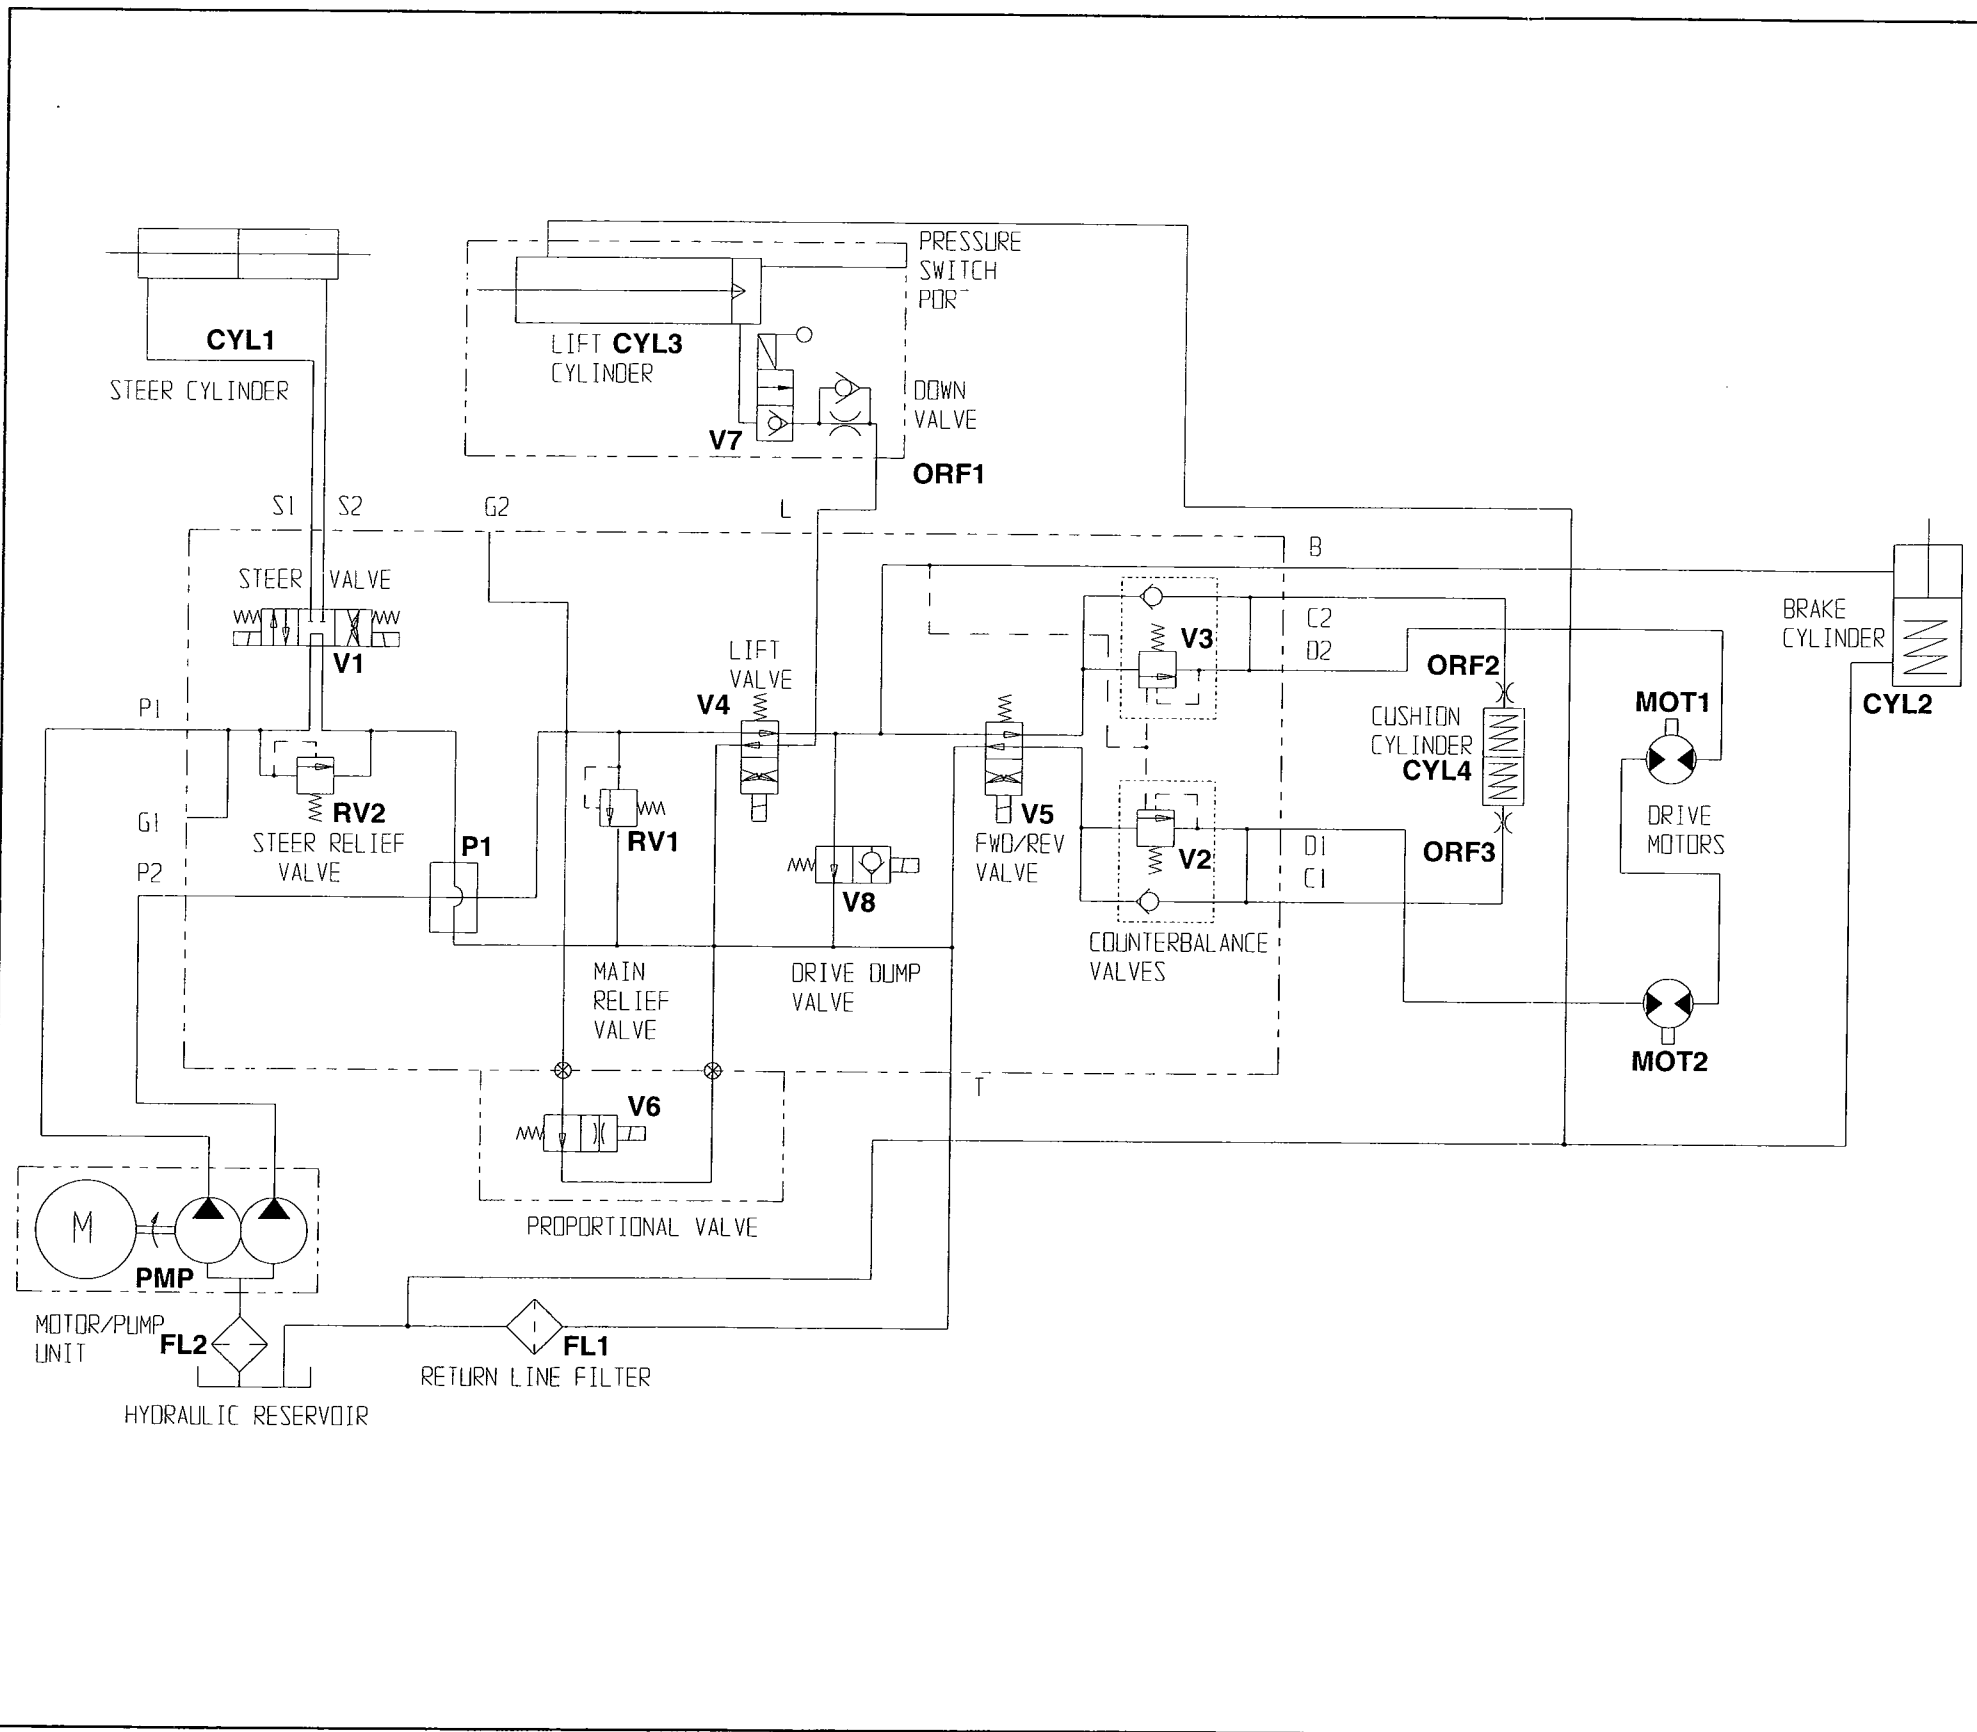 PRESSURE
SWITCH
POR
CYL1
LIFT CYL3
CYLINDER
STEER CYLINDER
DOWN
VALVE
V7
ORF1
S1
S2
G2
L
B
STEER VALVE
V1
LIFT
VALVE
V4
V3
C2
D2
ORF2
BRAKE
CYLINDER
CYL2
P1
MOT1
CUSHION
CYLINDER
CYL4
G1
RV2
STEER RELIEF
VALVE
P1
RV1
V5
FWD/REV
VALVE
V2
D1
C1
ORF3
DRIVE
MOTORS
P2
V8
COUNTERBALANCE
VALVES
MAIN
RELIEF
VALVE
DRIVE DUMP
VALVE
MOT2
T
V6
PROPORTIONAL VALVE
M
PMP
MOTOR/PUMP
UNIT
FL2
FL1
RETURN LINE FILTER
HYDRAULIC RESERVOIR